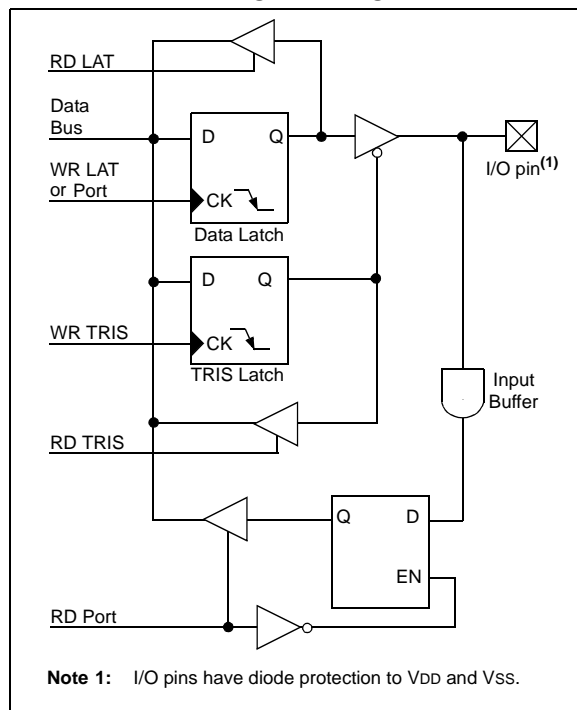 RD LAT
Data
Bus
D Q
WR LAT
or Port
CK
Data Latch
I/O pin(1)
D Q
WR TRIS
CK
TRIS Latch
Input
Buffer
RD TRIS
Q D
EN
RD Port
Note 1: I/O pins have diode protection to VDD and VSS.